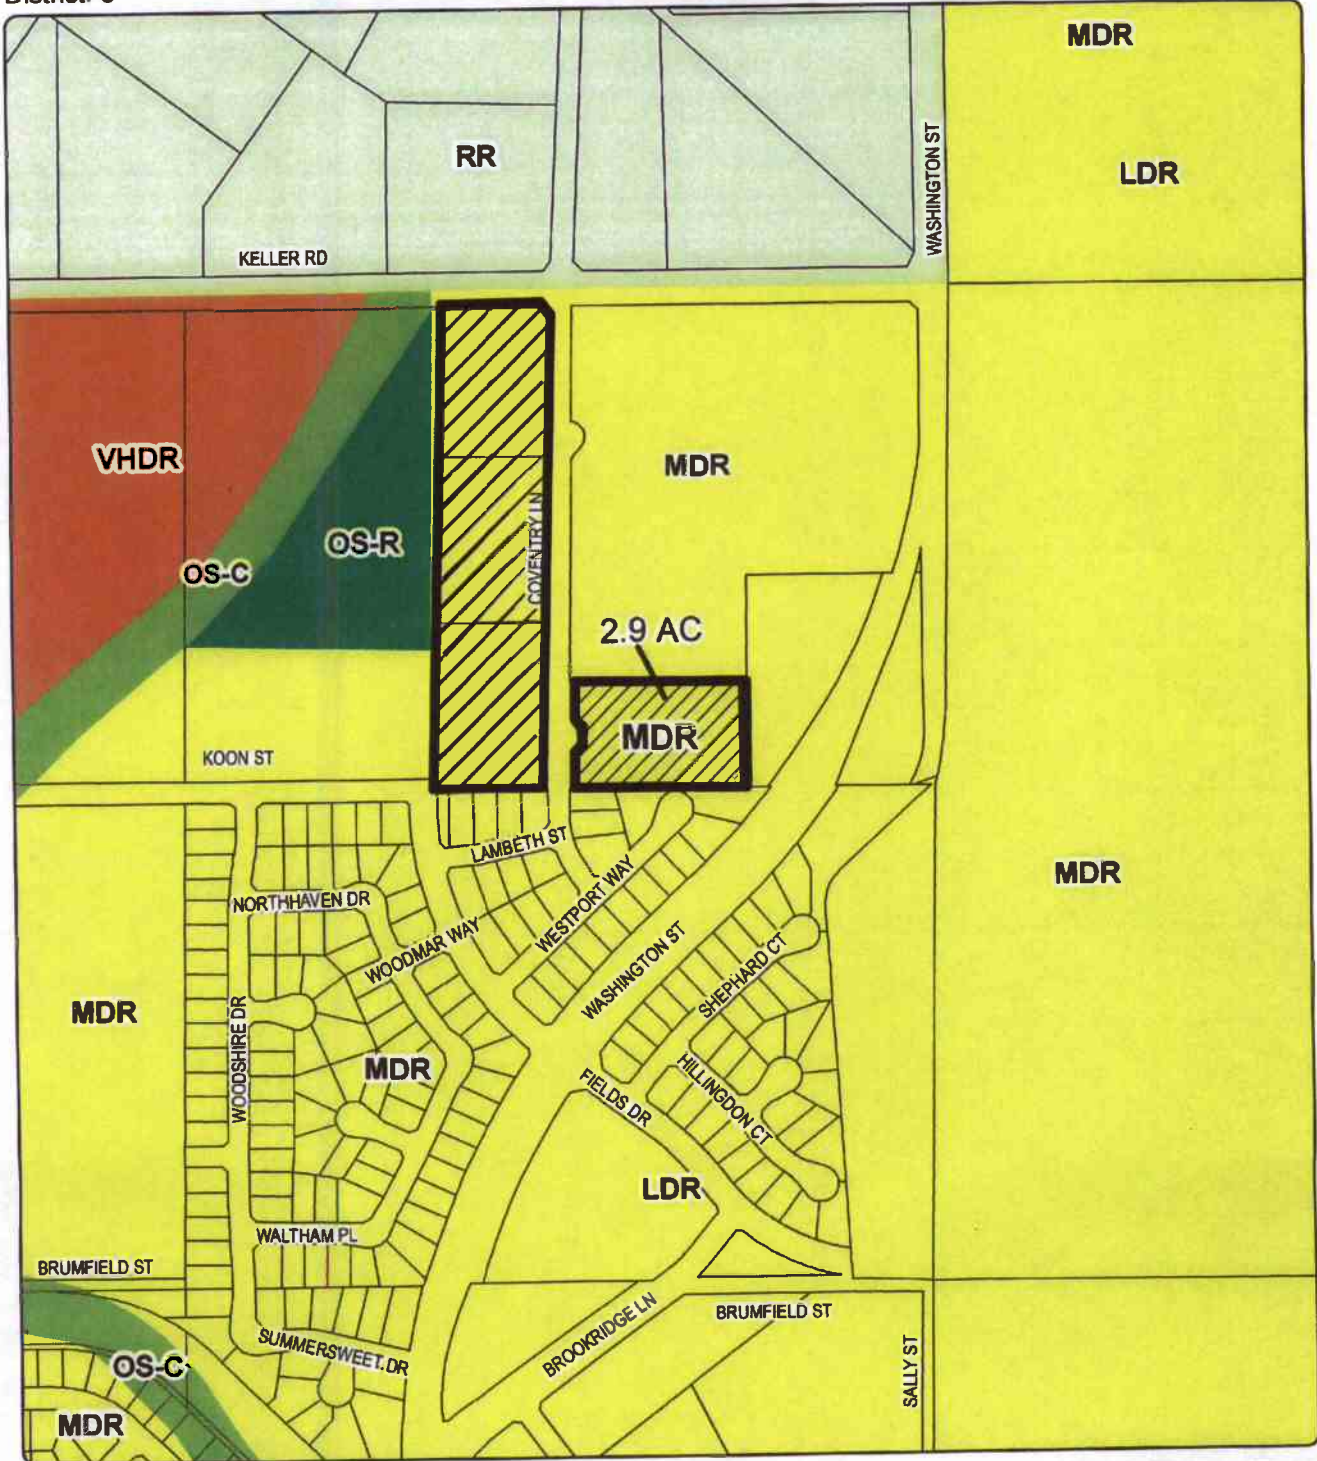 MDR
RR
WASHINGTON ST
LDR
KELLER RD
VHDR
MDR
OS-R
COVENTRY LN
OS-C
2.9 AC
MDR
KOON ST
LAMBETH ST
MDR
NORTHHAVEN DR
WESTPORT WAY
WOODMAR WAY
WASHINGTON ST
SHEPHARD CT
MDR
WOODSHIRE DR
MDR
HILLINGDON CT
FIELDS DR
LDR
WALTHAM PL
BRUMFIELD ST
BRUMFIELD ST
BROOKRIDGE LN
SUMMERSWEET DR
SALLY ST
OS-C
MDR